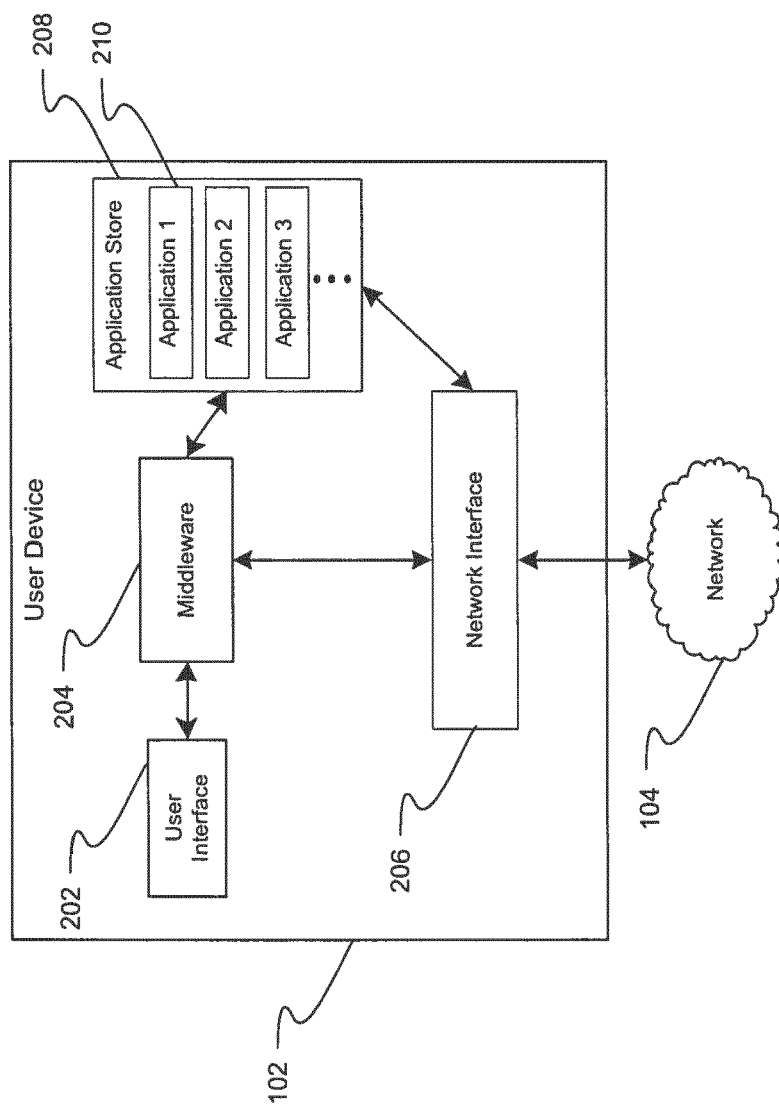 User Device
208
210
Application Store
Application 1
Application 2
Application 3
204
Middleware
202
User
Interface
206
Network Interface
104
Network
102